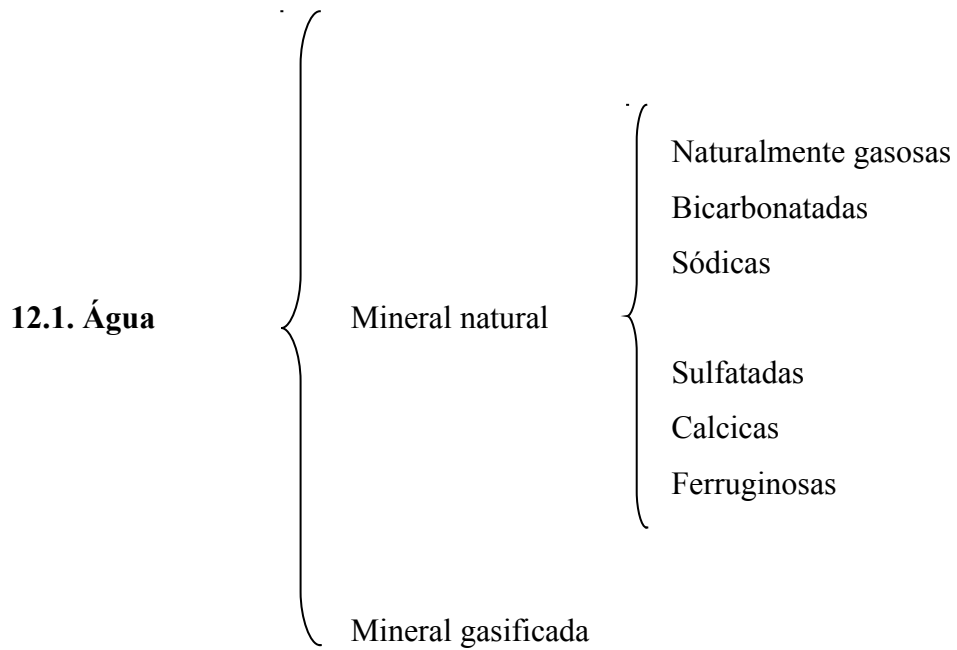 Naturalmente gasosas
Bicarbonatadas
Sódicas
12.1. Água
Mineral natural
Sulfatadas
Calcicas
Ferruginosas
Mineral gasificada